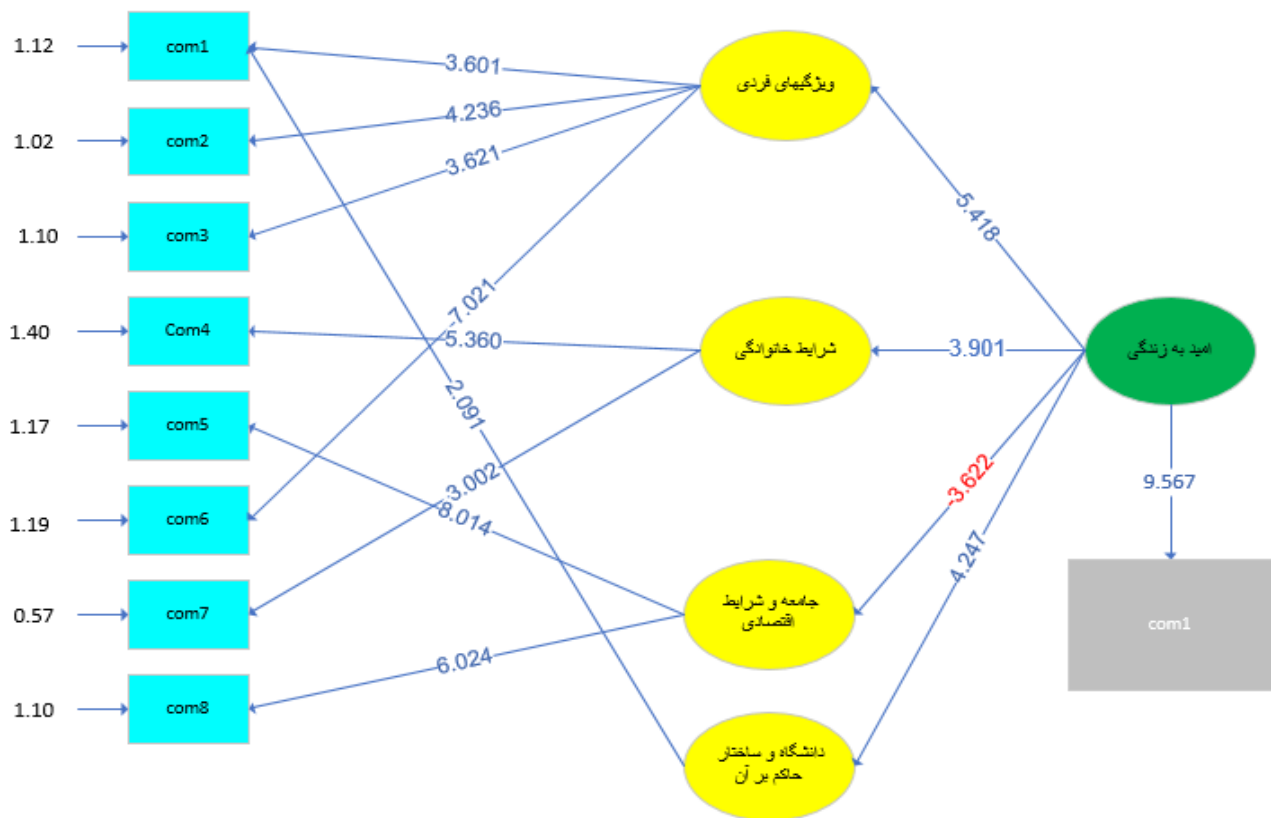 1.12
com1
3.601
ویژگیهای فردی
1.02
com2
4.236
3.621
1.10
com3
5.418
-7.021
1.40
Com4
5.360
شرایط خانوادگی
3.901
امید به زندگی
2.091
1.17
com5
3.002
-3.622
9.567
8.014
1.19
com6
4.247
0.57
com7
جامعه و شرایط
اقتصادی
com1
6.024
1.10
com8
دانشگاه و ساختار
حاکم بر آن